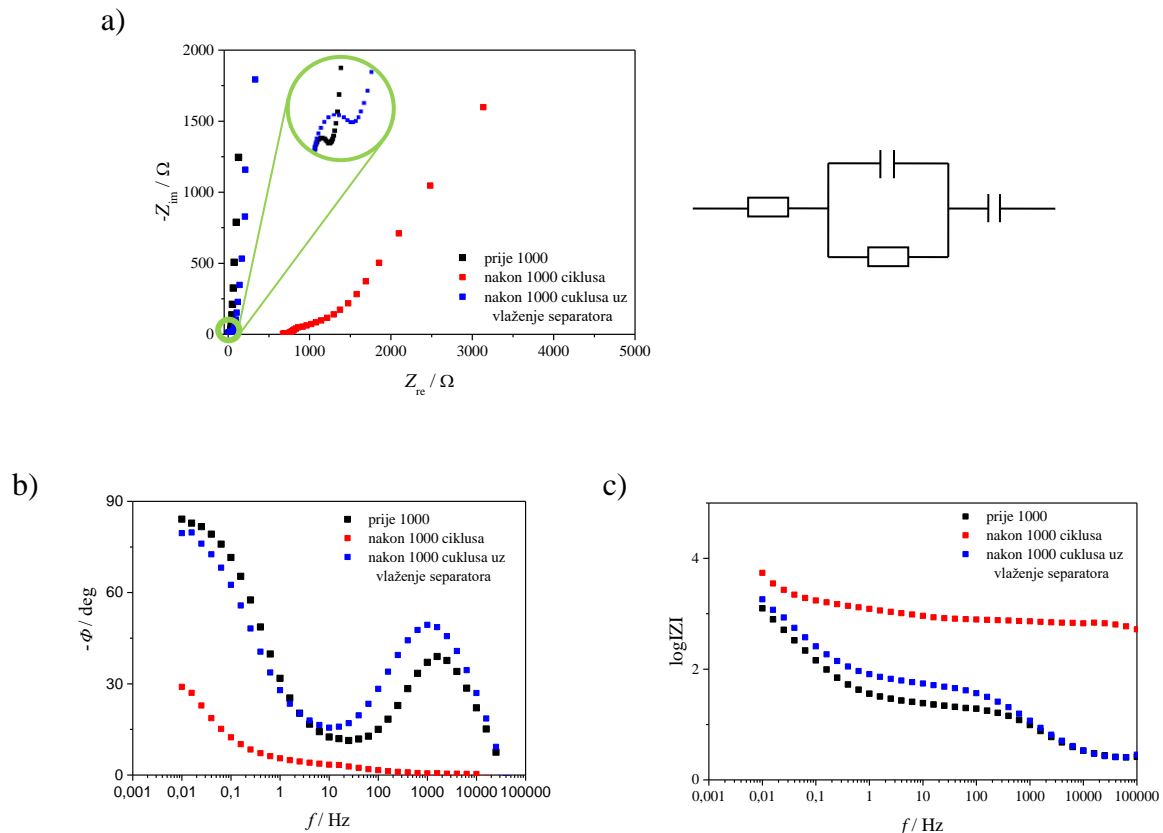 a)
2000
1500
1000
500
0
-Zim / Ω
prije 1000
nakon 1000 ciklusa
nakon 1000 cuklusa uz
vlaženje separatora
0
1000
2000
3000
4000
5000
Zre / Ω
b)
90
60
30
0
-Φ / deg
prije 1000
nakon 1000 ciklusa
nakon 1000 cuklusa uz
vlaženje separatora
0,001
0,01
0,1
1
10
100
1000
10000
100000
f / Hz
c)
4
2
0
logIZI
prije 1000
nakon 1000 ciklusa
nakon 1000 cuklusa uz
vlaženje separatora
0,001
0,01
0,1
1
10
100
1000
10000
100000
f / Hz